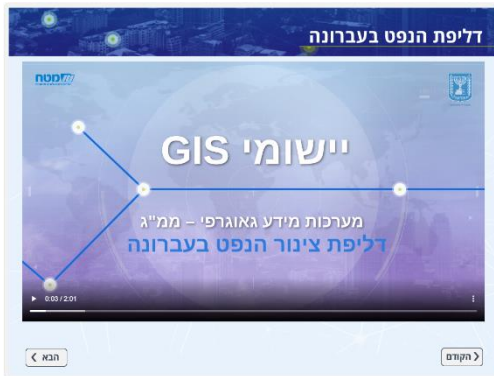 דליפת הנפט בעברונה
מטח
יישומי GIS
מערכות מידע גאוגרפי – ממ"ג
דליפת צינור הנפט בעברונה
0:03 / 2:01
הקודם
הבא